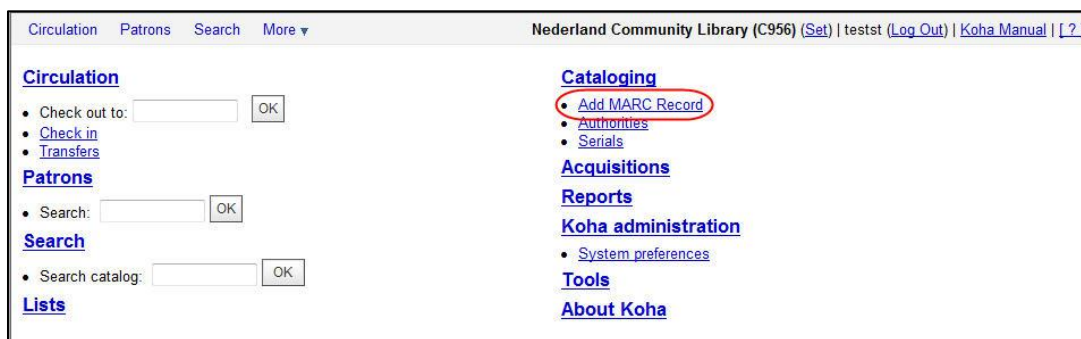 Circulation Patrons Search More ▾ Nederland Community Library (C956) (Set) | testst (Log Out) | Koha Manual | [ ?
Circulation
• Check out to: OK
• Check in
• Transfers
Patrons
• Search: OK
Search
• Search catalog: OK
Lists
Cataloging
• Add MARC Record
• Authorities
• Serials
Acquisitions
Reports
Koha administration
• System preferences
Tools
About Koha